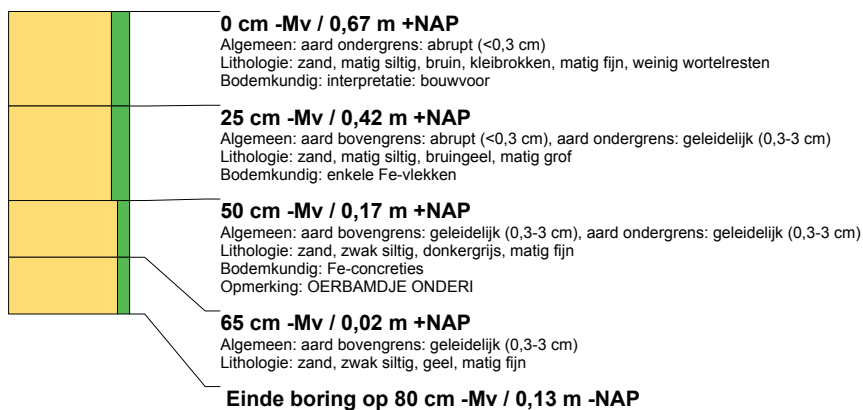 0 cm -Mv / 0,67 m +NAP
Algemeen: aard ondergrens: abrupt (<0,3 cm)
Lithologie: zand, matig siltig, bruin, kleibrokken, matig fijn, weinig wortelresten
Bodemkundig: interpretatie: bouwvoor
25 cm -Mv / 0,42 m +NAP
Algemeen: aard bovengrens: abrupt (<0,3 cm), aard ondergrens: geleidelijk (0,3-3 cm)
Lithologie: zand, matig siltig, bruingeel, matig grof
Bodemkundig: enkele Fe-vlekken
50 cm -Mv / 0,17 m +NAP
Algemeen: aard bovengrens: geleidelijk (0,3-3 cm), aard ondergrens: geleidelijk (0,3-3 cm)
Lithologie: zand, zwak siltig, donkergrijs, matig fijn
Bodemkundig: Fe-concreties
Opmerking: OERBAMDJE ONDERI
65 cm -Mv / 0,02 m +NAP
Algemeen: aard bovengrens: geleidelijk (0,3-3 cm)
Lithologie: zand, zwak siltig, geel, matig fijn
Einde boring op 80 cm -Mv / 0,13 m -NAP